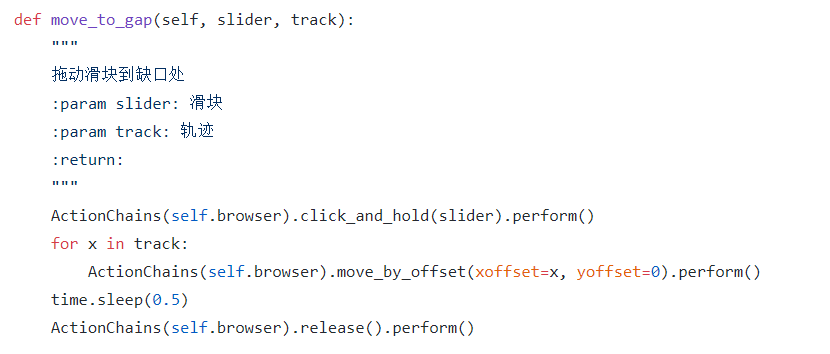 def move_to_gap(self, slider, track):
    """
    拖动滑块到缺口处
    :param slider: 滑块
    :param track: 轨迹
    :return:
    """
    ActionChains(self.browser).click_and_hold(slider).perform()
    for x in track:
        ActionChains(self.browser).move_by_offset(xoffset=x, yoffset=0).perform()
    time.sleep(0.5)
    ActionChains(self.browser).release().perform()